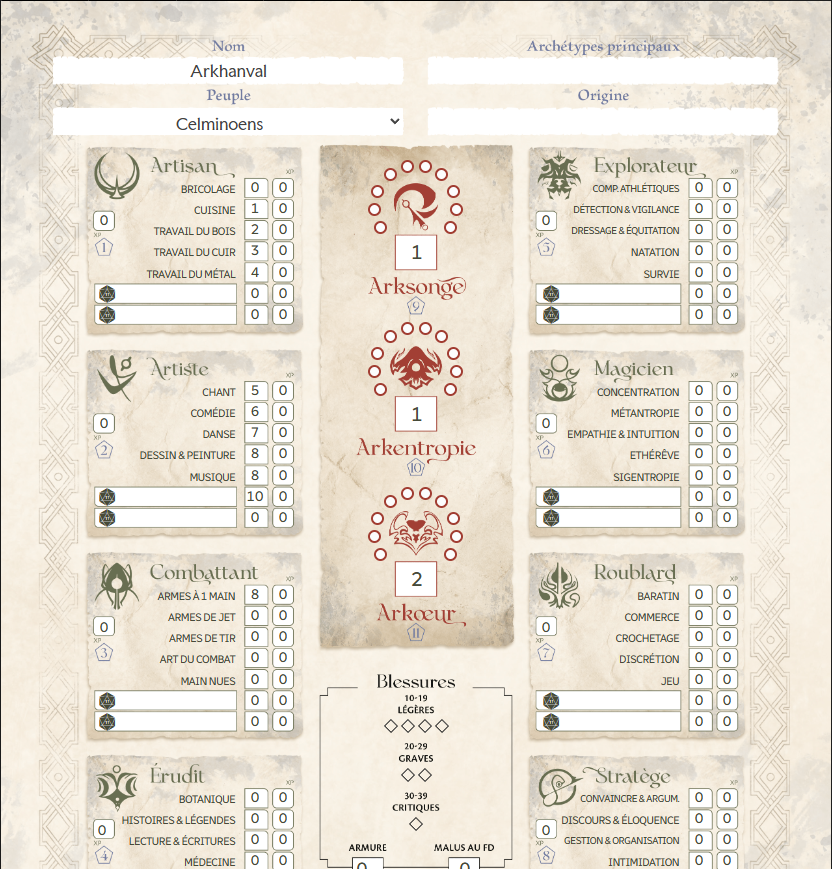 Nom
Arkhanval
Archétypes principaux
Peuple
Celminoens
Origine
Artisan
XP
BRICOLAGE 0 0
CUISINE 1 0
TRAVAIL DU BOIS 2 0
TRAVAIL DU CUIR 3 0
TRAVAIL DU MÉTAL 4 0
0 0
0 0
0
XP
1
Artiste
XP
CHANT 5 0
COMÉDIE 6 0
DANSE 7 0
DESSIN & PEINTURE 8 0
MUSIQUE 8 0
10 0
0 0
0
XP
2
Combattant
XP
ARMES À 1 MAIN 8 0
ARMES DE JET 0 0
ARMES DE TIR 0 0
ART DU COMBAT 0 0
MAIN NUES 0 0
0 0
0 0
0
XP
3
Érudit
XP
BOTANIQUE 0 0
HISTOIRES & LÉGENDES 0 0
LECTURE & ÉCRITURES 0 0
MÉDECINE 0 0
0
XP
4
1
Arksonge
9
1
Arkentropie
10
2
Arkœur
11
Blessures
10-19
LÉGÈRES
20-29
GRAVES
30-39
CRITIQUES
ARMURE
0
MALUS AU FD
0
Explorateur
XP
COMP. ATHLÉTIQUES 0 0
DÉTECTION & VIGILANCE 0 0
DRESSAGE & ÉQUITATION 0 0
NATATION 0 0
SURVIE 0 0
0 0
0 0
0
XP
5
Magicien
XP
CONCENTRATION 0 0
MÉTANTROPIE 0 0
EMPATHIE & INTUITION 0 0
ETHÉRÊVE 0 0
SIGENTROPIE 0 0
0 0
0 0
0
XP
6
Roublard
XP
BARATIN 0 0
COMMERCE 0 0
CROCHETAGE 0 0
DISCRÉTION 0 0
JEU 0 0
0 0
0 0
0
XP
7
Stratège
XP
CONVAINCRE & ARGUM. 0 0
DISCOURS & ÉLOQUENCE 0 0
GESTION & ORGANISATION 0 0
INTIMIDATION 0 0
0
XP
8